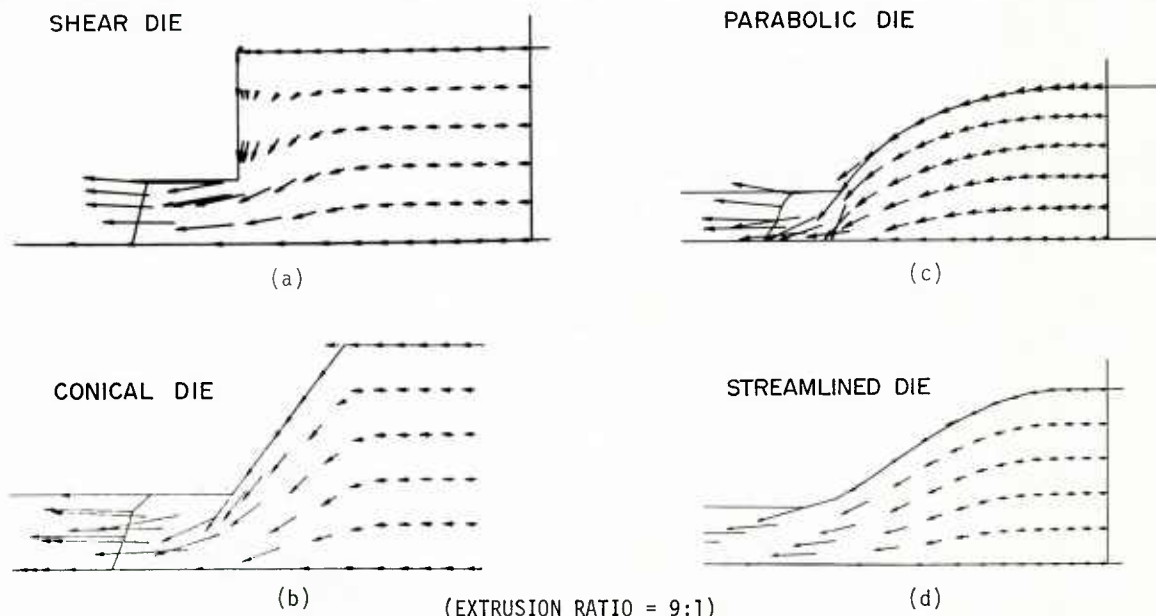 SHEAR DIE
(a)
PARABOLIC DIE
(c)
CONICAL DIE
(b)
STREAMLINED DIE
(d)
(EXTRUSION RATIO = 9:1)